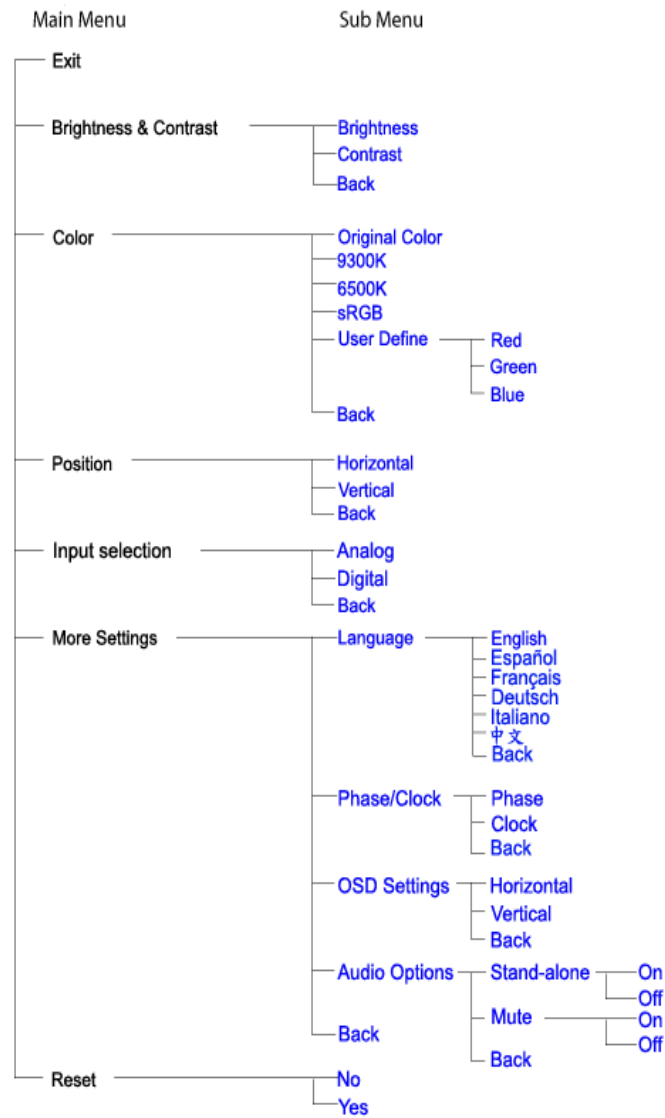 Main Menu Sub Menu
Exit
Brightness & Contrast Brightness
Contrast
Back
Color Original Color
9300K
6500K
sRGB
User Define Red
Green
Blue
Back
Position Horizontal
Vertical
Back
Input selection Analog
Digital
Back
More Settings Language English
Español
Français
Deutsch
Italiano
中文
Back
Phase/Clock Phase
Clock
Back
OSD Settings Horizontal
Vertical
Back
Audio Options Stand-alone On
Off
Mute On
Off
Back
Back
Reset No
Yes